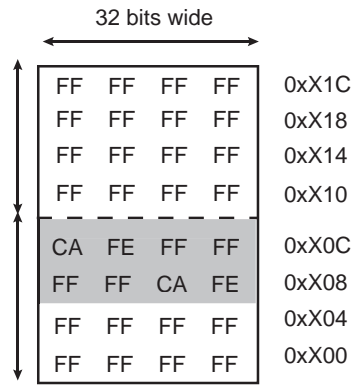 32 bits wide
FF FF FF FF 0xX1C
FF FF FF FF 0xX18
FF FF FF FF 0xX14
FF FF FF FF 0xX10
CA FE FF FF 0xX0C
FF FF CA FE 0xX08
FF FF FF FF 0xX04
FF FF FF FF 0xX00